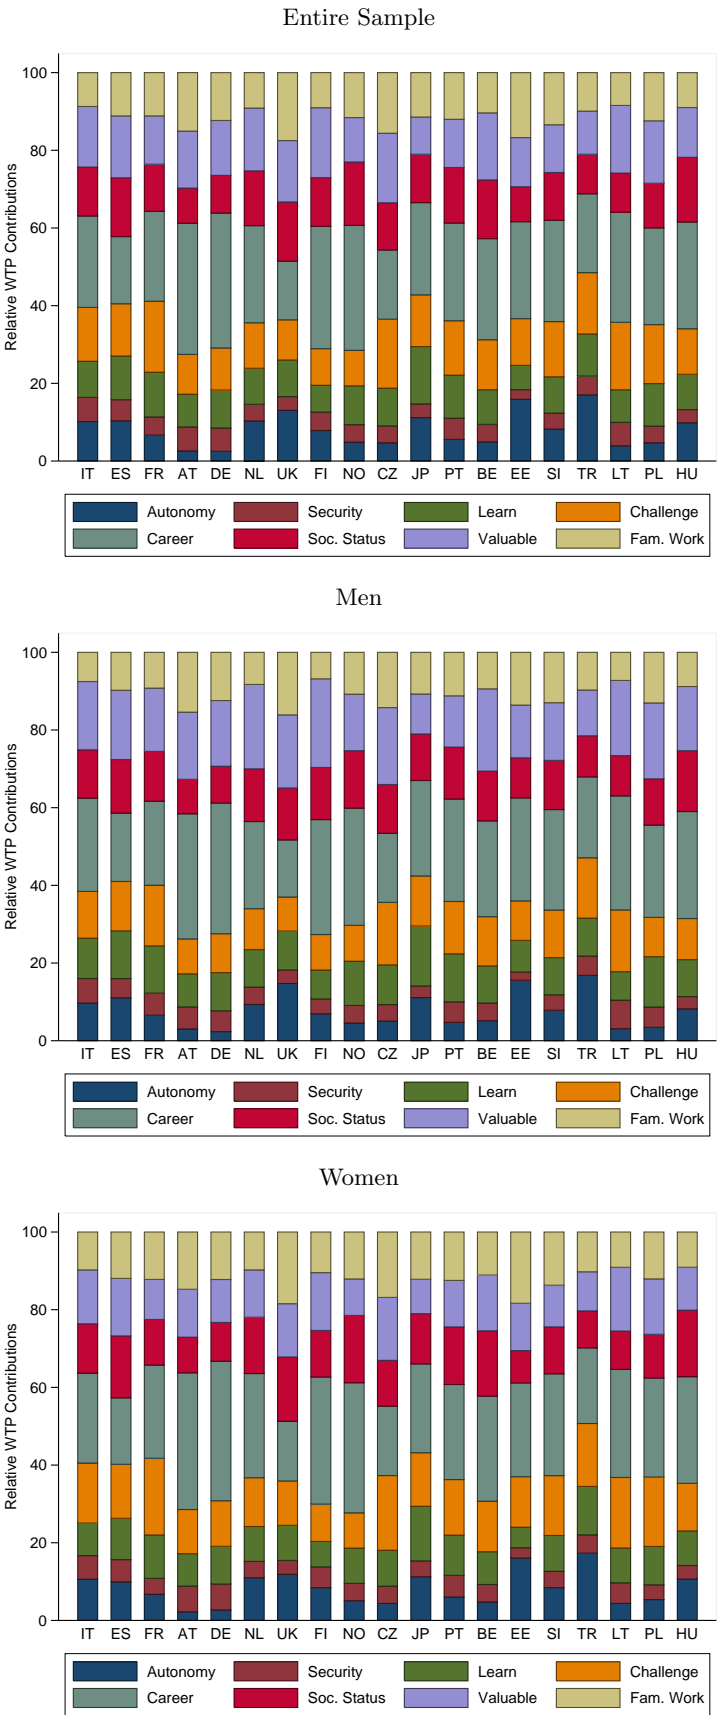 Entire Sample
Relative WTP Contributions
100
80
60
40
20
0
IT ES FR AT DE NL UK FI NO CZ JP PT BE EE SI TR LT PL HU
Autonomy Security Learn Challenge
Career Soc. Status Valuable Fam. Work
Men
Relative WTP Contributions
100
80
60
40
20
0
IT ES FR AT DE NL UK FI NO CZ JP PT BE EE SI TR LT PL HU
Autonomy Security Learn Challenge
Career Soc. Status Valuable Fam. Work
Women
Relative WTP Contributions
100
80
60
40
20
0
IT ES FR AT DE NL UK FI NO CZ JP PT BE EE SI TR LT PL HU
Autonomy Security Learn Challenge
Career Soc. Status Valuable Fam. Work